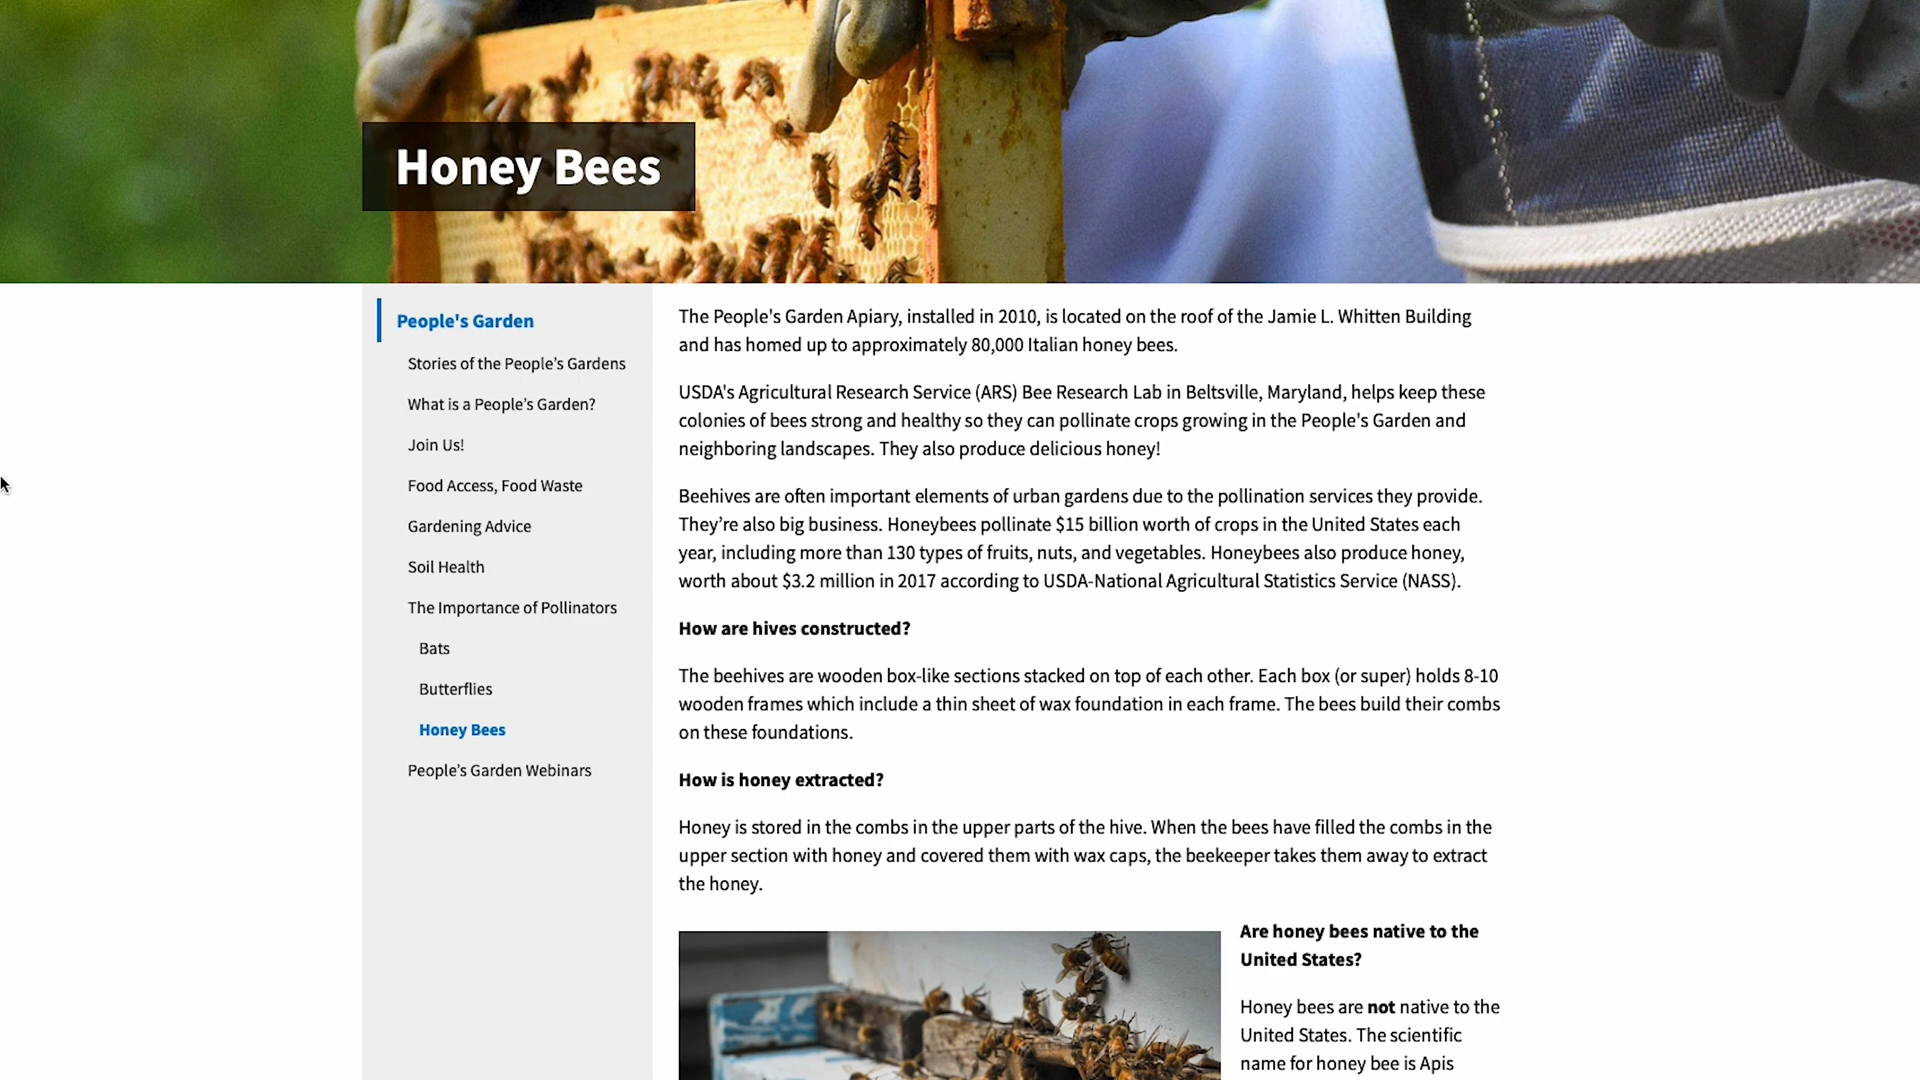 Honey Bees
People's Garden
Stories of the People’s Gardens
What is a People’s Garden?
Join Us!
Food Access, Food Waste
Gardening Advice
Soil Health
The Importance of Pollinators
Bats
Butterflies
Honey Bees
People’s Garden Webinars
The People's Garden Apiary, installed in 2010, is located on the roof of the Jamie L. Whitten Building
and has homed up to approximately 80,000 Italian honey bees.
USDA's Agricultural Research Service (ARS) Bee Research Lab in Beltsville, Maryland, helps keep these
colonies of bees strong and healthy so they can pollinate crops growing in the People's Garden and
neighboring landscapes. They also produce delicious honey!
Beehives are often important elements of urban gardens due to the pollination services they provide.
They’re also big business. Honeybees pollinate $15 billion worth of crops in the United States each
year, including more than 130 types of fruits, nuts, and vegetables. Honeybees also produce honey,
worth about $3.2 million in 2017 according to USDA-National Agricultural Statistics Service (NASS).
How are hives constructed?
The beehives are wooden box-like sections stacked on top of each other. Each box (or super) holds 8-10
wooden frames which include a thin sheet of wax foundation in each frame. The bees build their combs
on these foundations.
How is honey extracted?
Honey is stored in the combs in the upper parts of the hive. When the bees have filled the combs in the
upper section with honey and covered them with wax caps, the beekeeper takes them away to extract
the honey.
Are honey bees native to the
United States?
Honey bees are not native to the
United States. The scientific
name for honey bee is Apis